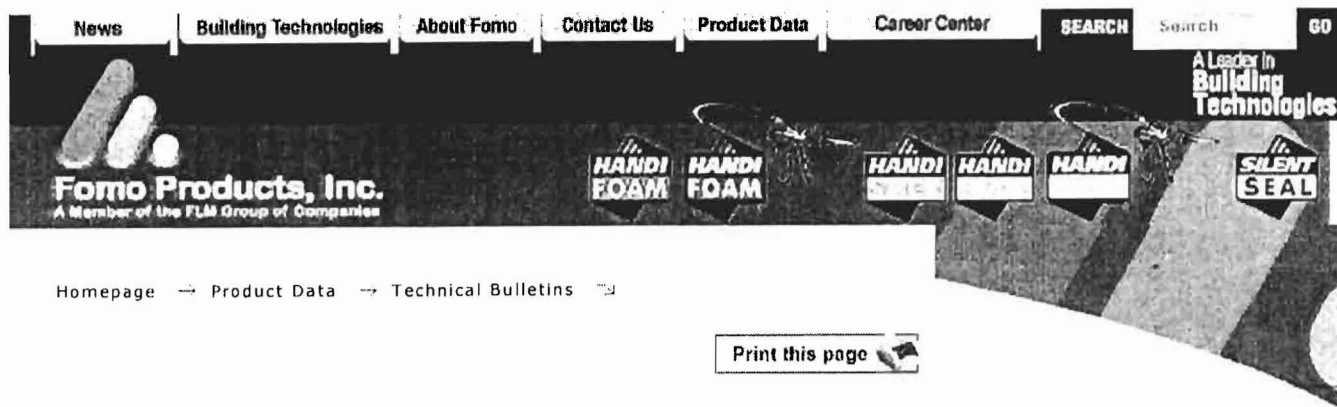 News Building Technologies About Fomo Contact Us Product Data Career Center SEARCH Search GO
A Leader in
Building
Technologies
HANDI
FOAM
HANDI
FOAM
HANDI
HANDI
HANDI
SILENT
SEAL
Fomo Products, Inc.
A Member of the FLM Group of Companies
Homepage → Product Data → Technical Bulletins
Print this page